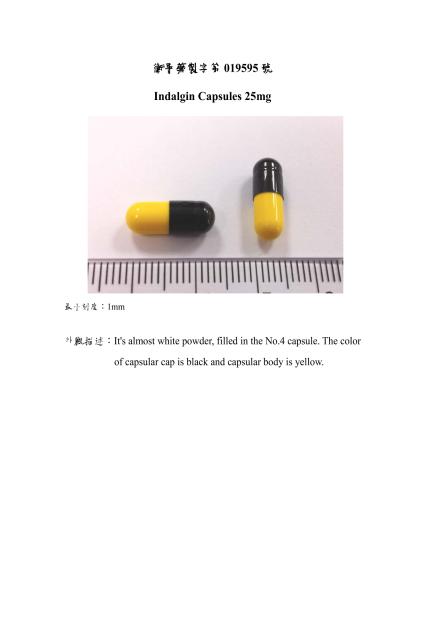 衛署藥製字第 019595 號
Indalgin Capsules 25mg
最小刻度：1mm
外觀描述：It's almost white powder, filled in the No.4 capsule. The color
of capsular cap is black and capsular body is yellow.